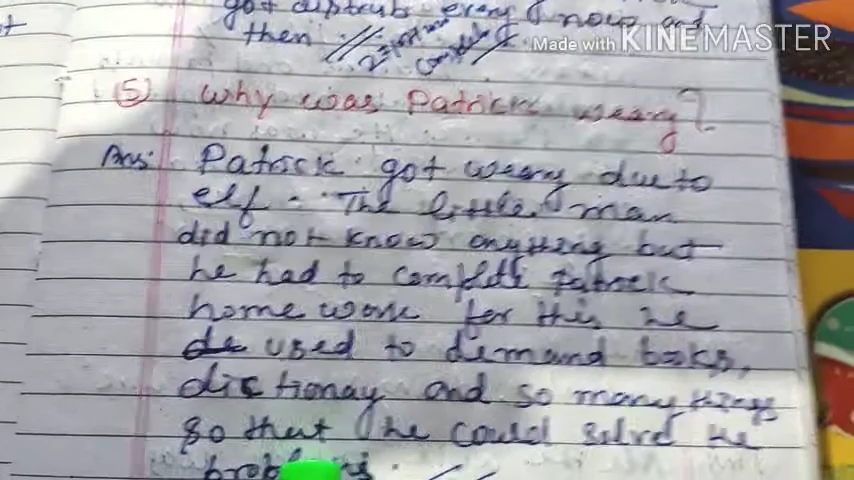 got disturb every now and
then
Made with KINEMASTER
(5) Why was Patrick weary?
Ans: Patrick got weary due to
elf. The little man
did not know anything but
he had to complete Patrick
home work for this he
de used to demand books,
dictionay and so many things
so that he could solve he